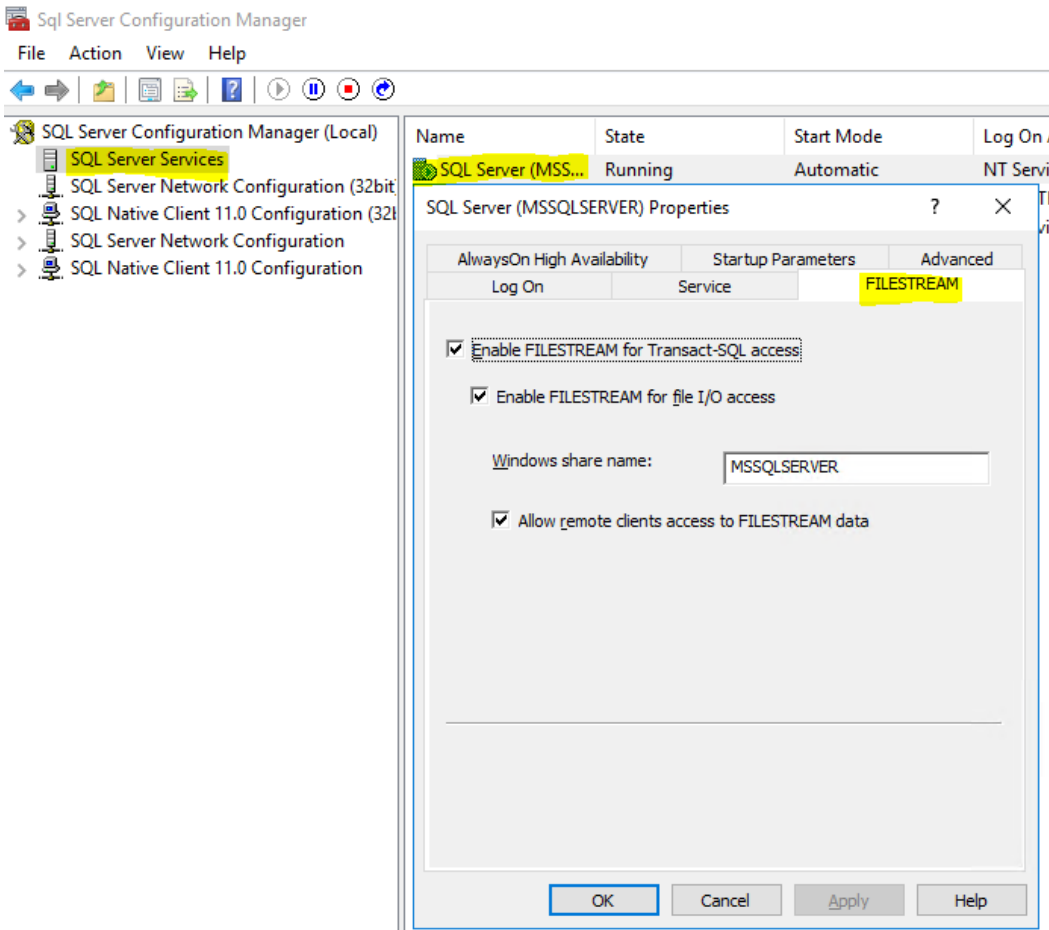 Sql Server Configuration Manager
File Action View Help
SQL Server Configuration Manager (Local)
SQL Server Services
SQL Server Network Configuration (32bit
SQL Native Client 11.0 Configuration (32
SQL Server Network Configuration
SQL Native Client 11.0 Configuration
Name State Start Mode Log On
SQL Server (MSS... Running Automatic NT Servi
SQL Server (MSSQLSERVER) Properties ? X
AlwaysOn High Availability Startup Parameters Advanced
Log On Service FILESTREAM
Enable FILESTREAM for Transact-SQL access
Enable FILESTREAM for file I/O access
Windows share name: MSSQLSERVER
Allow remote clients access to FILESTREAM data
OK Cancel Apply Help